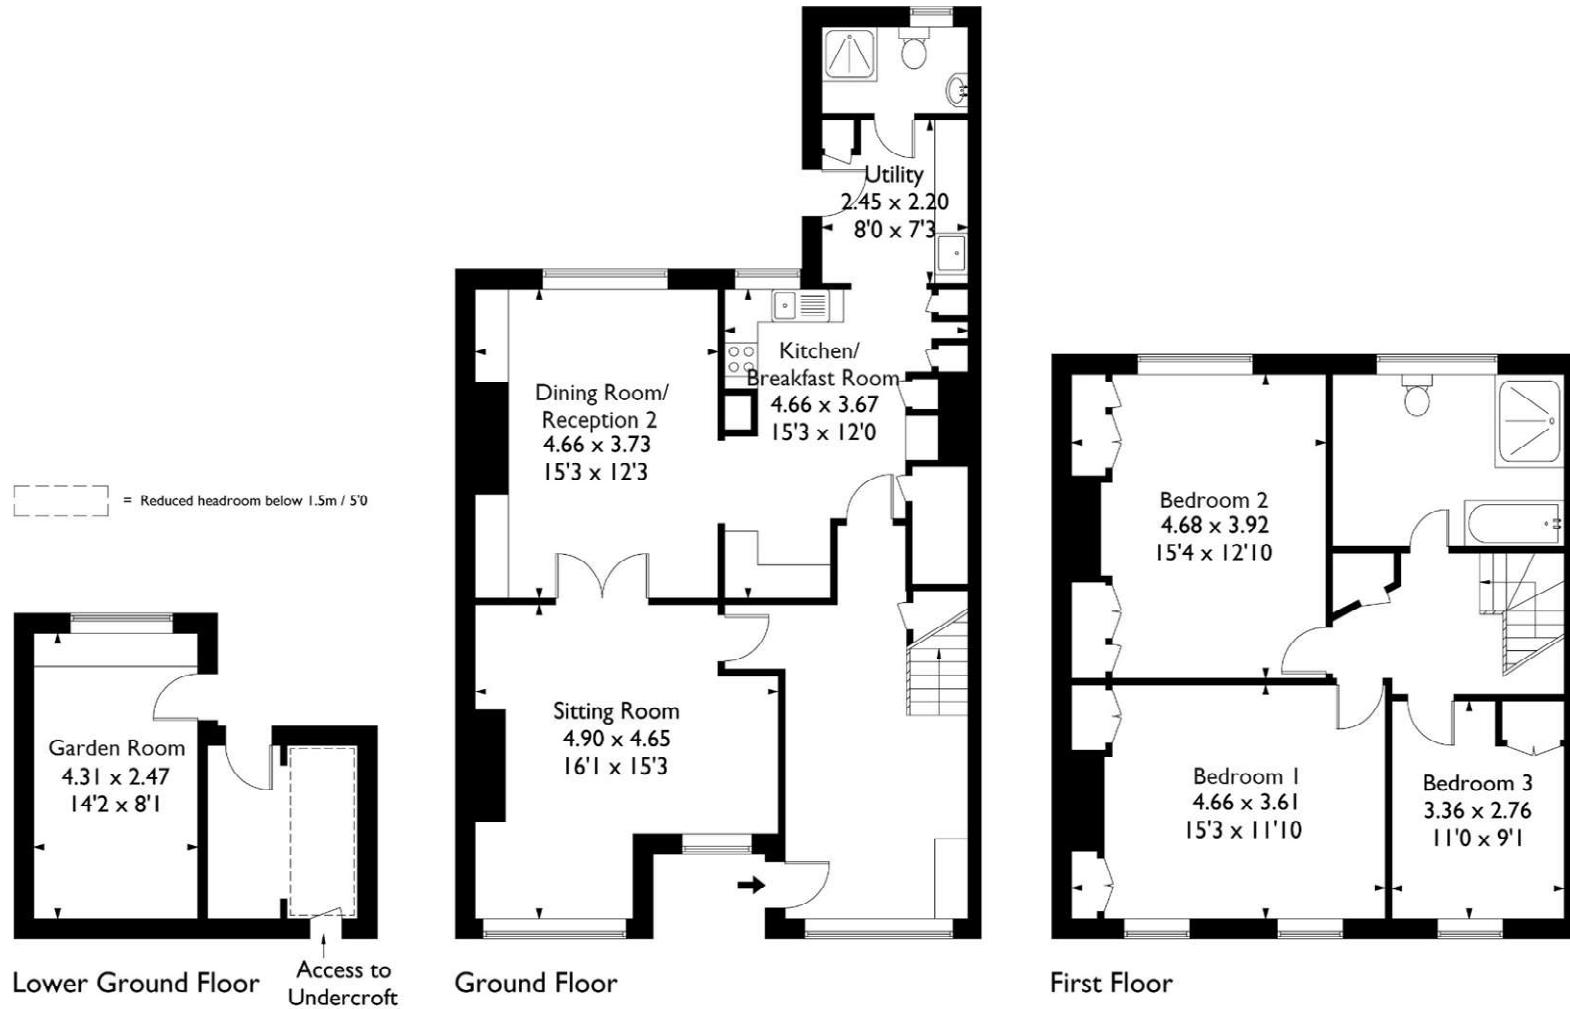 Utility
2.45 x 2.20
8'0 x 7'3
Kitchen/
Breakfast Room
4.66 x 3.67
15'3 x 12'0
Dining Room/
Reception 2
4.66 x 3.73
15'3 x 12'3
= Reduced headroom below 1.5m / 5'0
Bedroom 2
4.68 x 3.92
15'4 x 12'10
Garden Room
4.31 x 2.47
14'2 x 8'1
Sitting Room
4.90 x 4.65
16'1 x 15'3
Bedroom 1
4.66 x 3.61
15'3 x 11'10
Bedroom 3
3.36 x 2.76
11'0 x 9'1
Lower Ground Floor
Access to
Undercroft
Ground Floor
First Floor